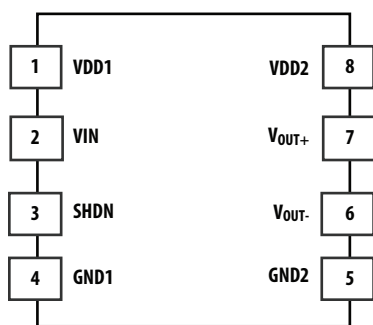 1 VDD1 VDD2 8
2 VIN VOUT+ 7
3 SHDN VOUT- 6
4 GND1 GND2 5